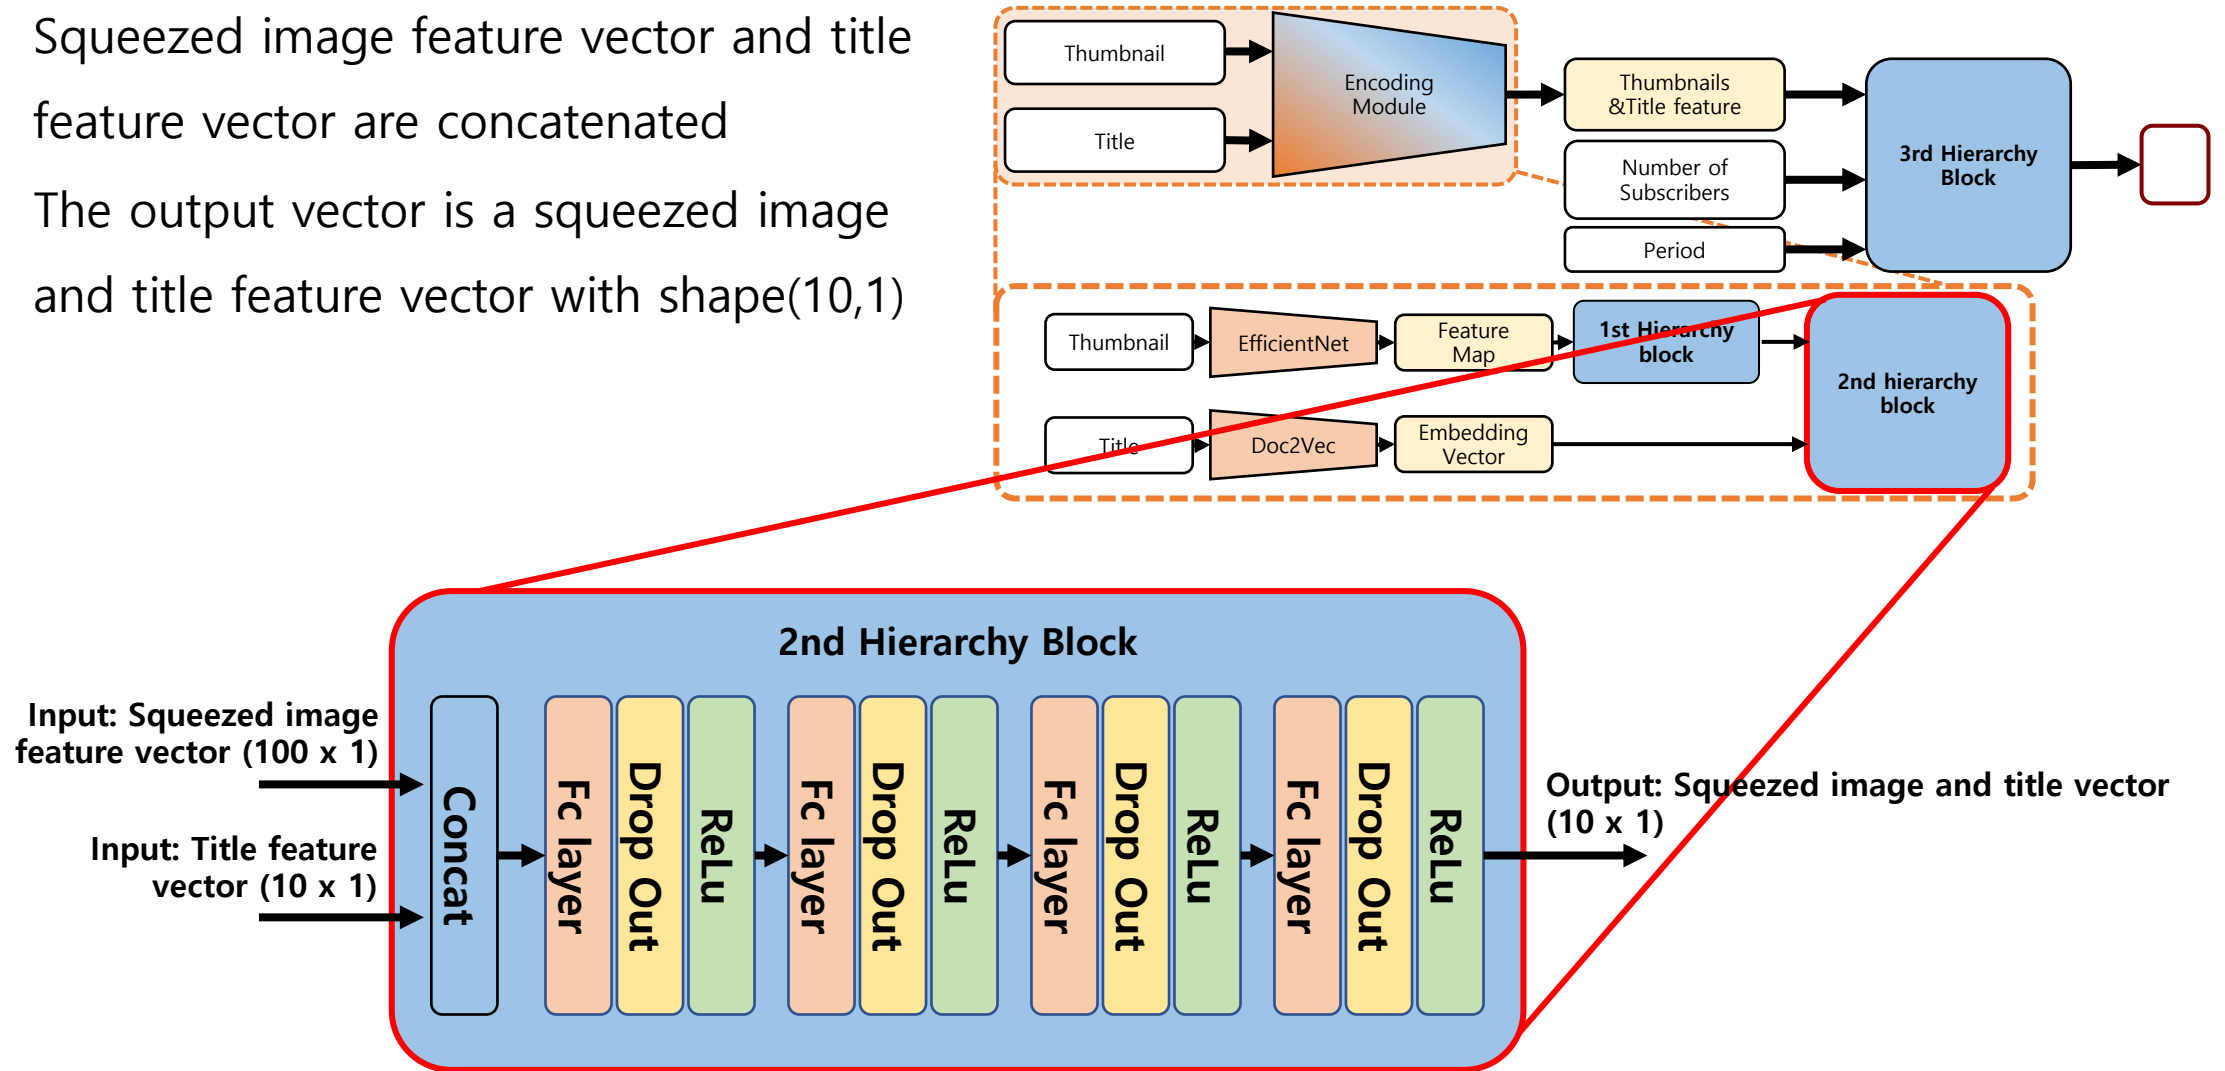 Squeezed image feature vector and title
feature vector are concatenated
The output vector is a squeezed image
and title feature vector with shape(10,1)
Thumbnail
Title
Encoding
Module
Thumbnails
&Title feature
Number of
Subscribers
Period
3rd Hierarchy
Block
Thumbnail
EfficientNet
Feature
Map
1st Hierarchy
block
2nd hierarchy
block
Title
Doc2Vec
Embedding
Vector
2nd Hierarchy Block
Input: Squeezed image
feature vector (100 x 1)
Input: Title feature
vector (10 x 1)
Concat
Fc layer
Drop Out
ReLu
Fc layer
Drop Out
ReLu
Fc layer
Drop Out
ReLu
Fc layer
Drop Out
ReLu
Output: Squeezed image and title vector
(10 x 1)